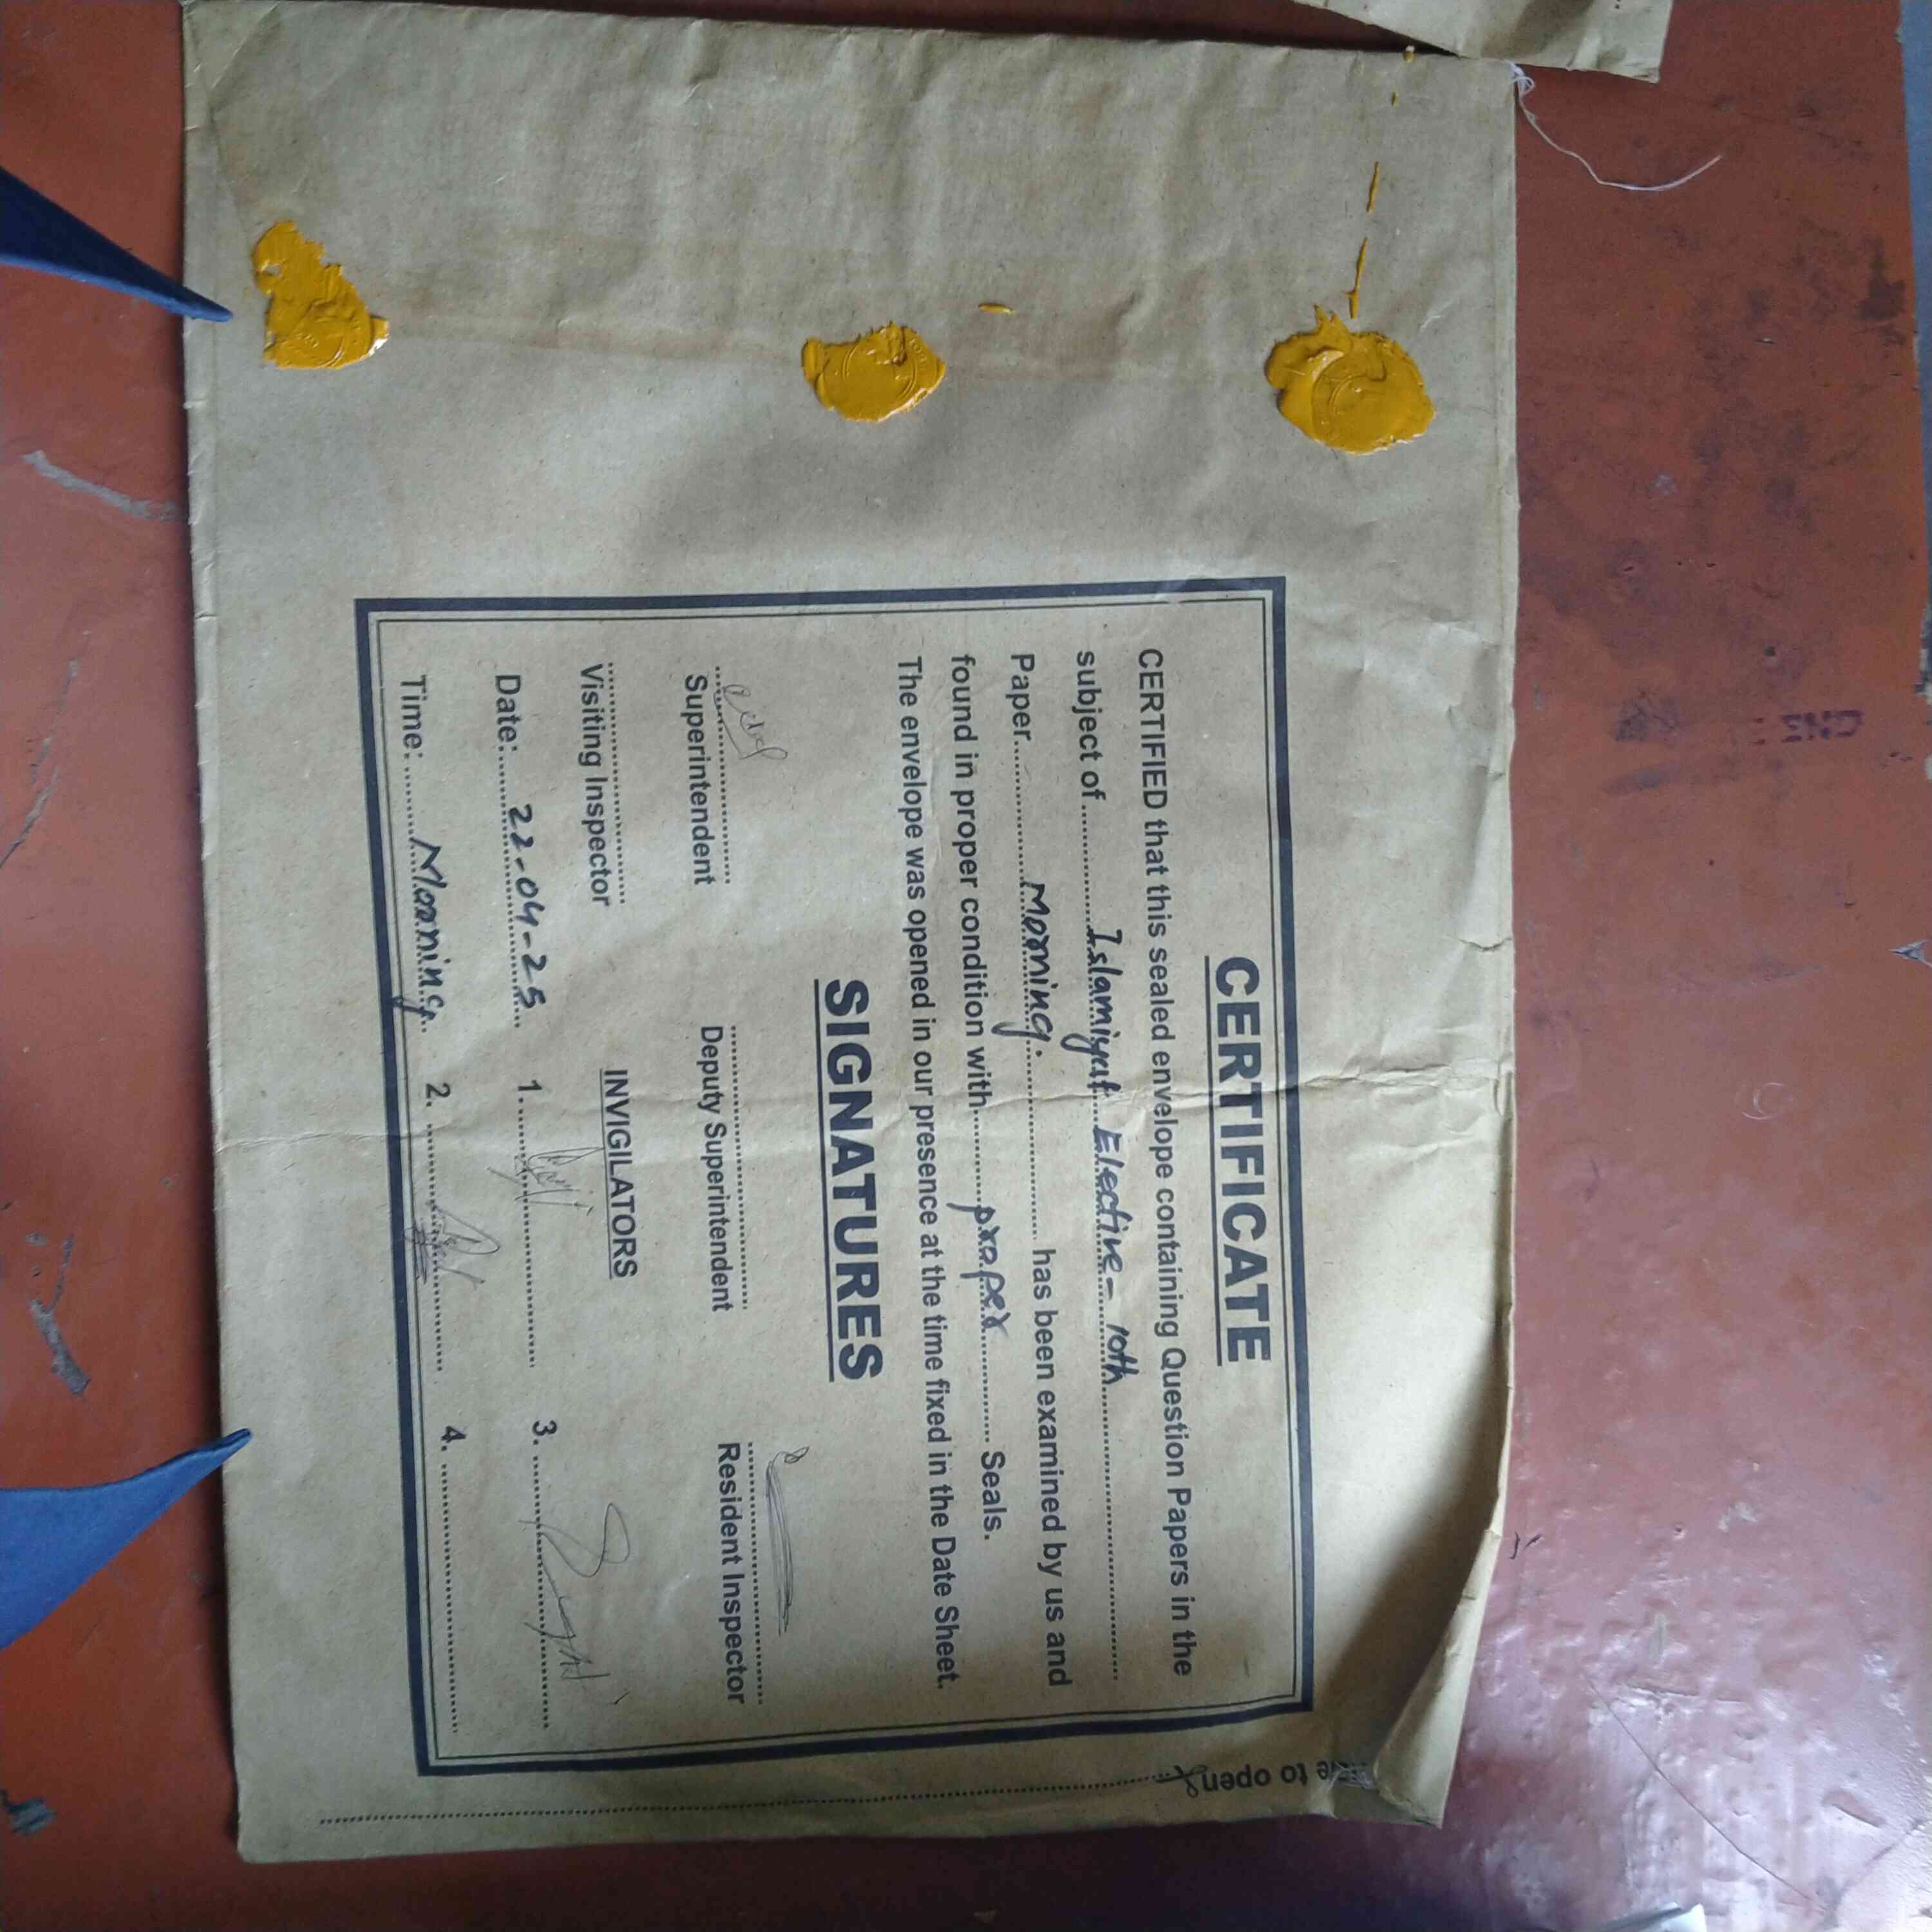 CERTIFICATE
CERTIFIED that this sealed envelope containing Question Papers in the
subject of Islamiyat Elective - 10th
Paper Morning. has been examined by us and
found in proper condition with proper Seals.
The envelope was opened in our presence at the time fixed in the Date Sheet.
SIGNATURES
Superintendent Deputy Superintendent Resident Inspector
Visiting Inspector INVIGILATORS
Date: 22-04-25 1. 3.
Time: Morning. 2. 4.
to open